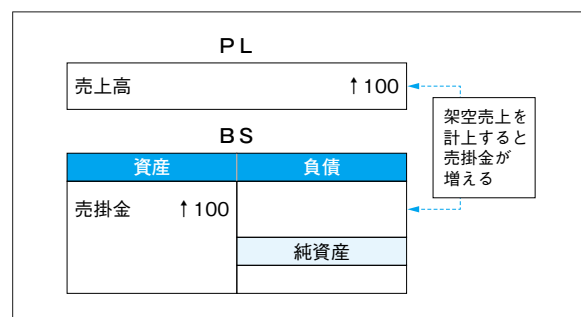 PL
売上高 ↑100
BS
資産 負債
売掛金 ↑100
純資産
架空売上を
計上すると
売掛金が
増える